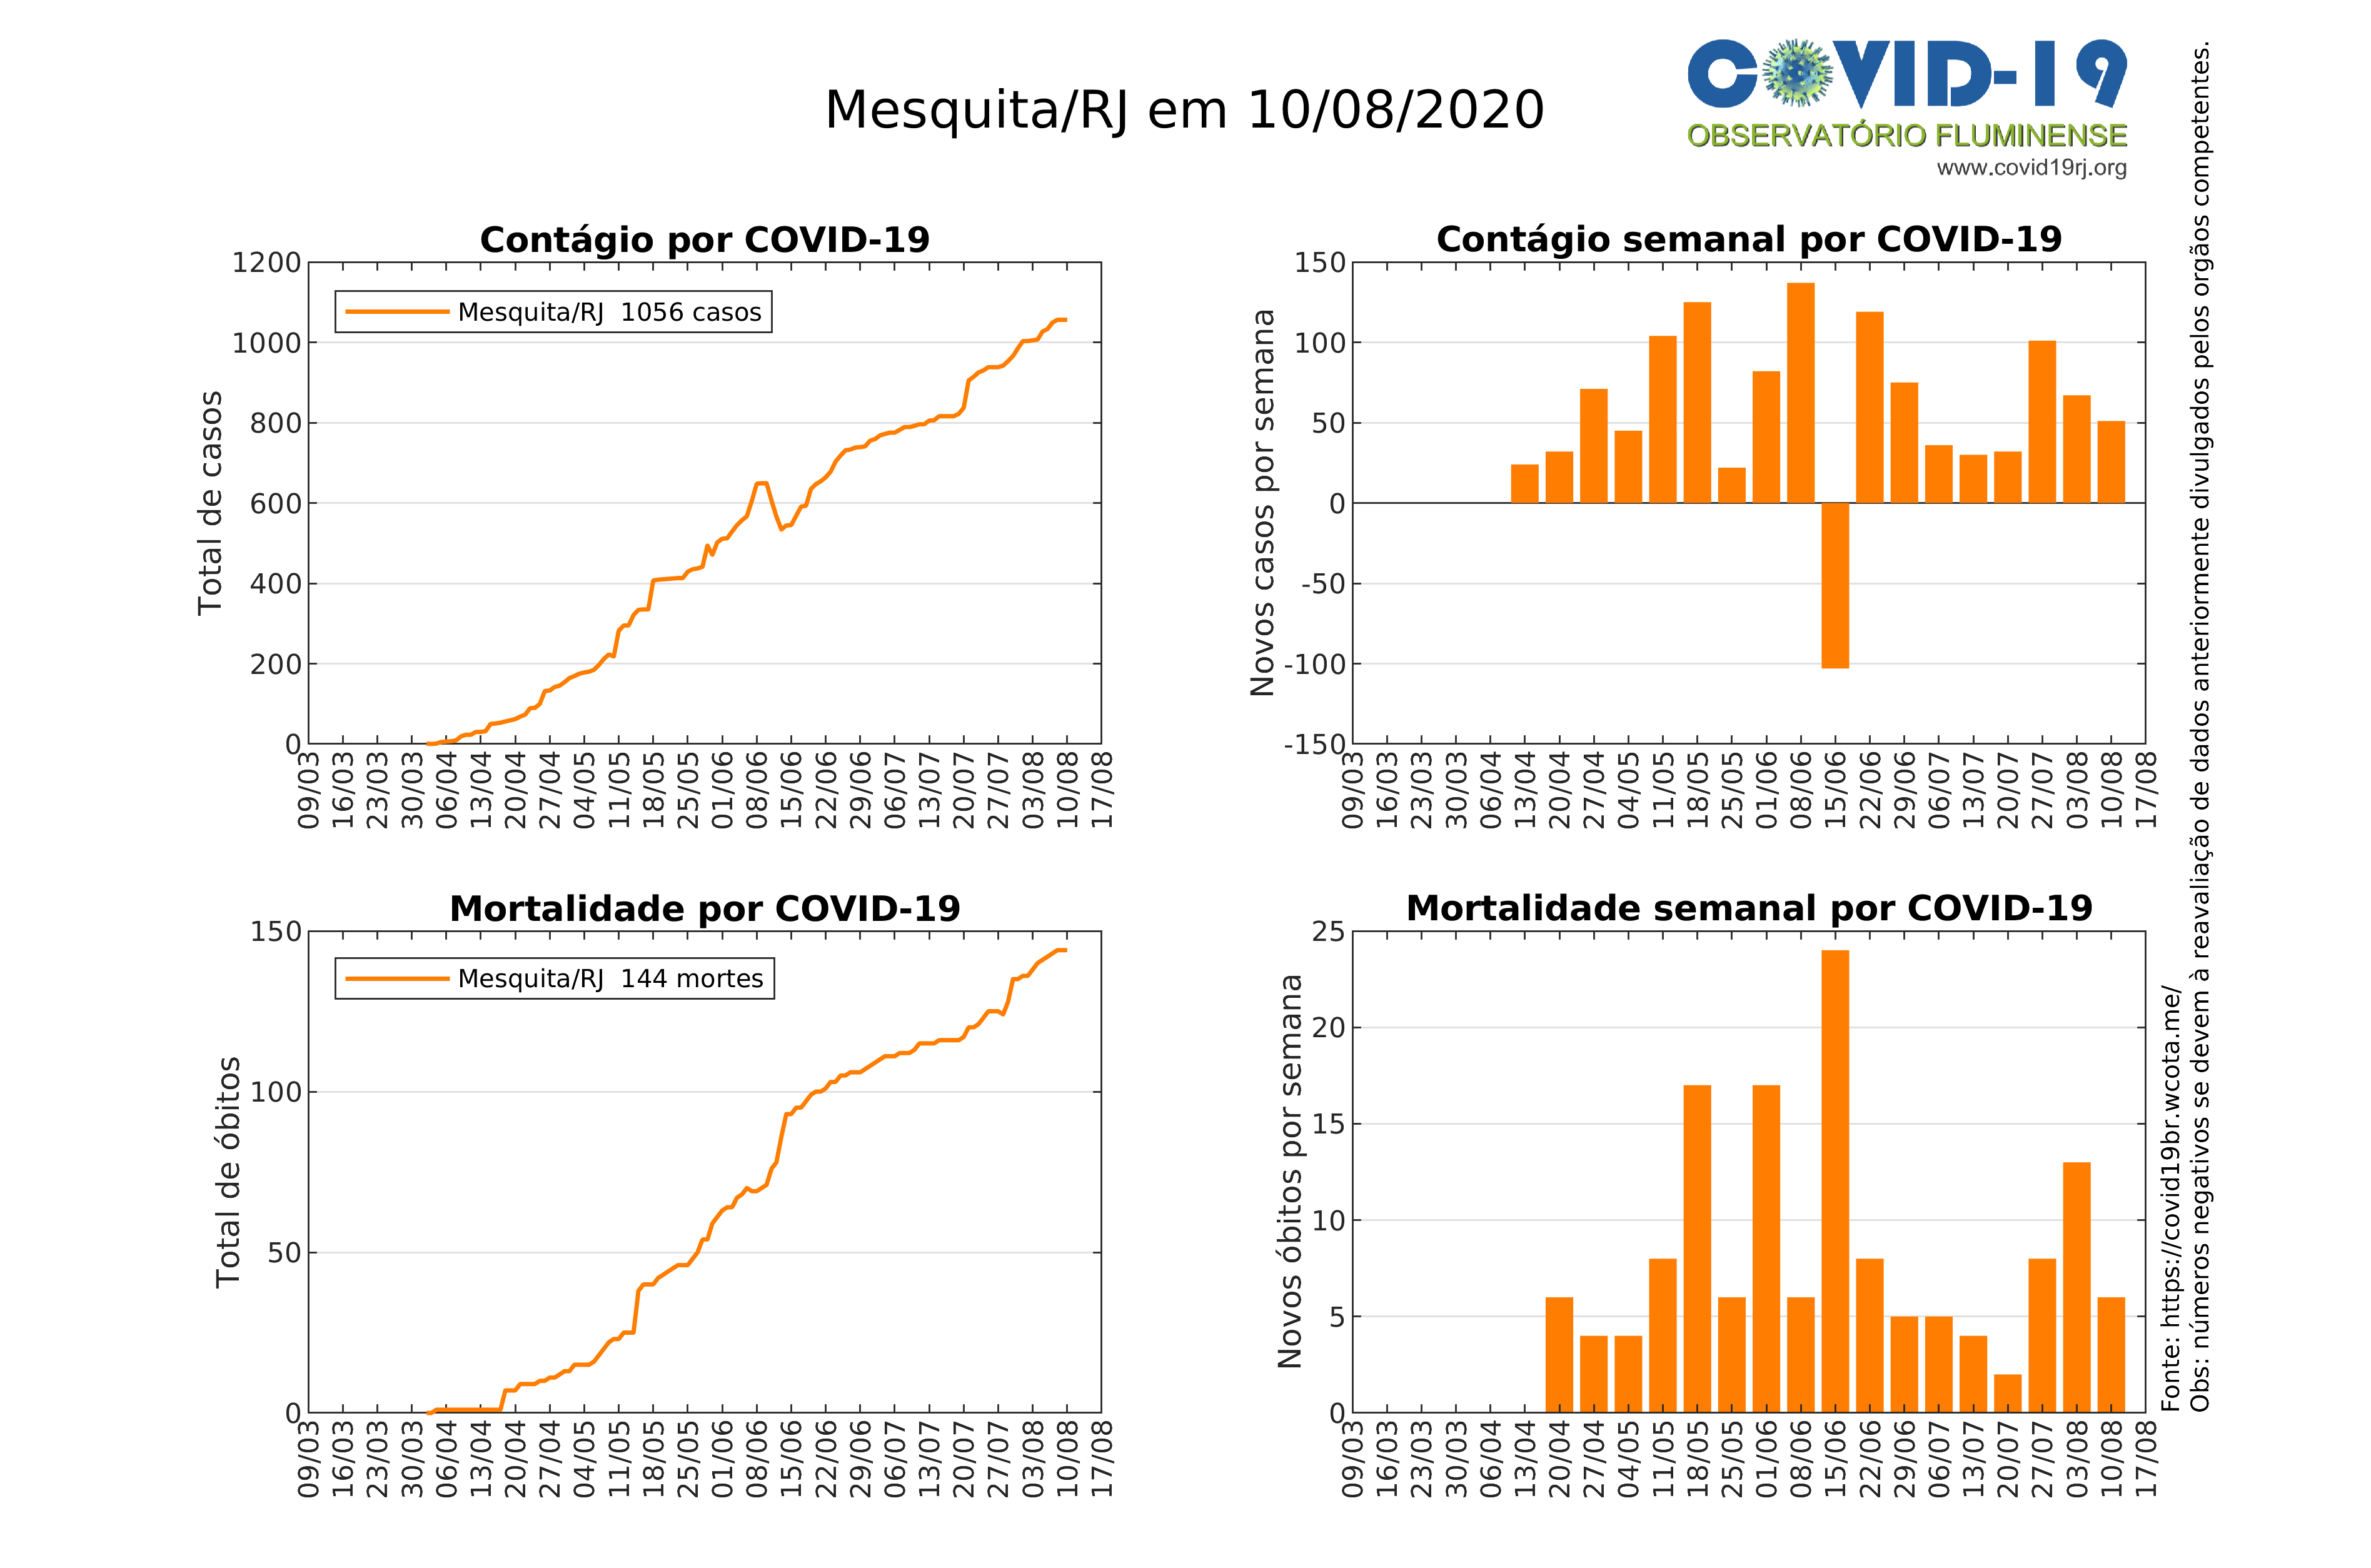 Mesquita/RJ em 10/08/2020
COVID-19
OBSERVATÓRIO FLUMINENSE
www.covid19rj.org
Contágio por COVID-19
Total de casos
1200
1000
800
600
400
200
0
Mesquita/RJ 1056 casos
09/03 16/03 23/03 30/03 06/04 13/04 20/04 27/04 04/05 11/05 18/05 25/05 01/06 08/06 15/06 22/06 29/06 06/07 13/07 20/07 27/07 03/08 10/08 17/08
Contágio semanal por COVID-19
Novos casos por semana
150
100
50
0
-50
-100
-150
09/03 16/03 23/03 30/03 06/04 13/04 20/04 27/04 04/05 11/05 18/05 25/05 01/06 08/06 15/06 22/06 29/06 06/07 13/07 20/07 27/07 03/08 10/08 17/08
Mortalidade por COVID-19
Total de óbitos
150
100
50
0
Mesquita/RJ 144 mortes
09/03 16/03 23/03 30/03 06/04 13/04 20/04 27/04 04/05 11/05 18/05 25/05 01/06 08/06 15/06 22/06 29/06 06/07 13/07 20/07 27/07 03/08 10/08 17/08
Mortalidade semanal por COVID-19
Novos óbitos por semana
25
20
15
10
5
0
09/03 16/03 23/03 30/03 06/04 13/04 20/04 27/04 04/05 11/05 18/05 25/05 01/06 08/06 15/06 22/06 29/06 06/07 13/07 20/07 27/07 03/08 10/08 17/08
Fonte: https://covid19br.wcota.me/
Obs: números negativos se devem à reavaliação de dados anteriormente divulgados pelos orgãos competentes.